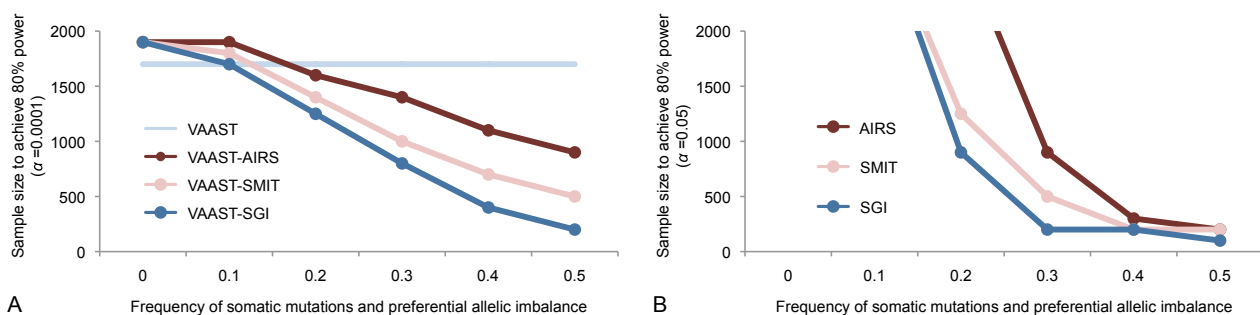 Sample size to achieve 80% power
(α =0.0001)
2000
1500
1000
500
0
VAAST
VAAST-AIRS
VAAST-SMIT
VAAST-SGI
0 0.1 0.2 0.3 0.4 0.5
Frequency of somatic mutations and preferential allelic imbalance
A
Sample size to achieve 80% power
(α =0.05)
2000
1500
1000
500
0
AIRS
SMIT
SGI
0 0.1 0.2 0.3 0.4 0.5
Frequency of somatic mutations and preferential allelic imbalance
B